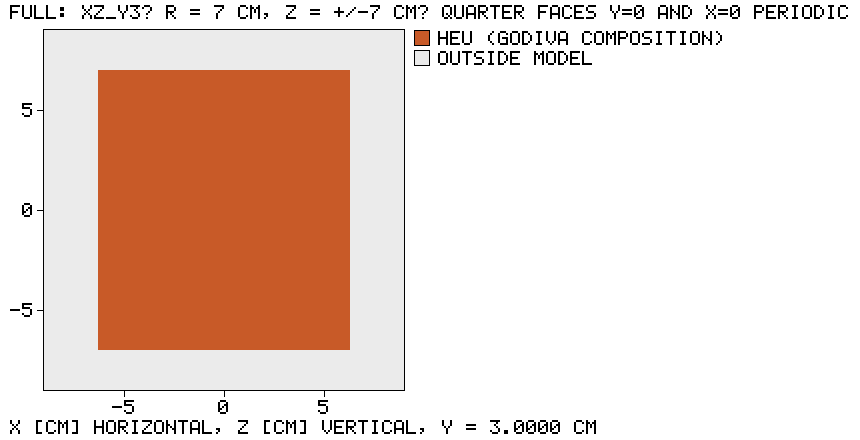 FULL: XZ_Y3? R = 7 CM, Z = +/-7 CM? QUARTER FACES Y=0 AND X=0 PERIODIC
HEU (GODIVA COMPOSITION)
OUTSIDE MODEL
5
0
-5
-5 0 5
X [CM] HORIZONTAL, Z [CM] VERTICAL, Y = 3.0000 CM